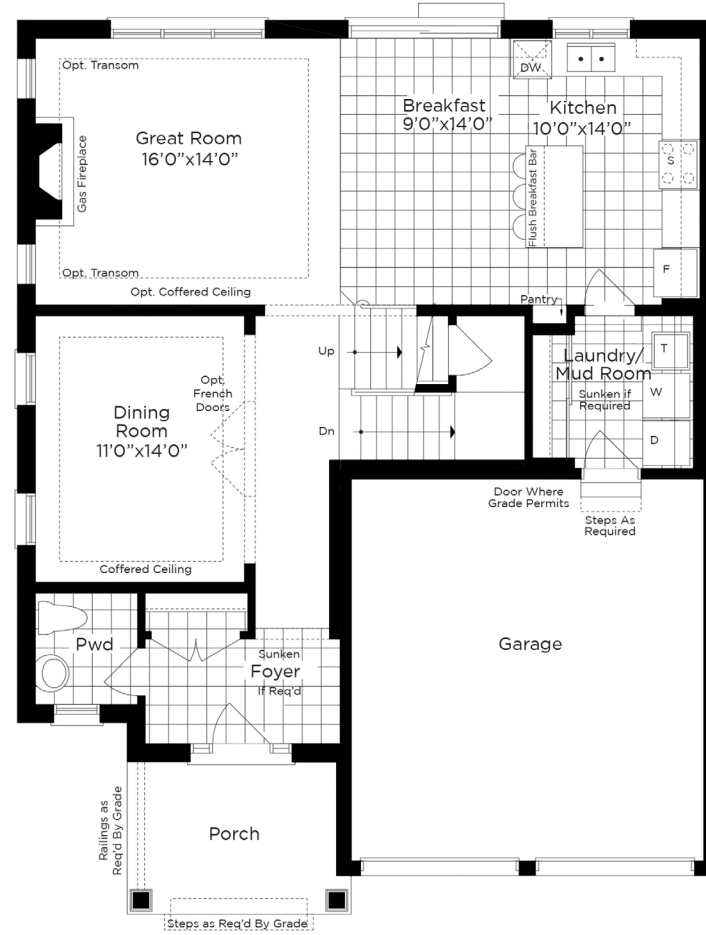 Opt. Transom
Great Room
16'0"x14'0"
Gas Fireplace
Opt. Transom
Opt. Coffered Ceiling
Breakfast
9'0"x14'0"
DW
Kitchen
10'0"x14'0"
S
Flush Breakfast Bar
F
Pantry
Up
Dn
Opt,
French
Doors
Dining
Room
11'0"x14'0"
Coffered Ceiling
Laundry/
Mud Room
Sunken if
Required
T
W
D
Door Where
Grade Permits
Steps As
Required
Pwd
Sunken
Foyer
If Req'd
Garage
Railings as
Req'd By Grade
Porch
Steps as Req'd By Grade